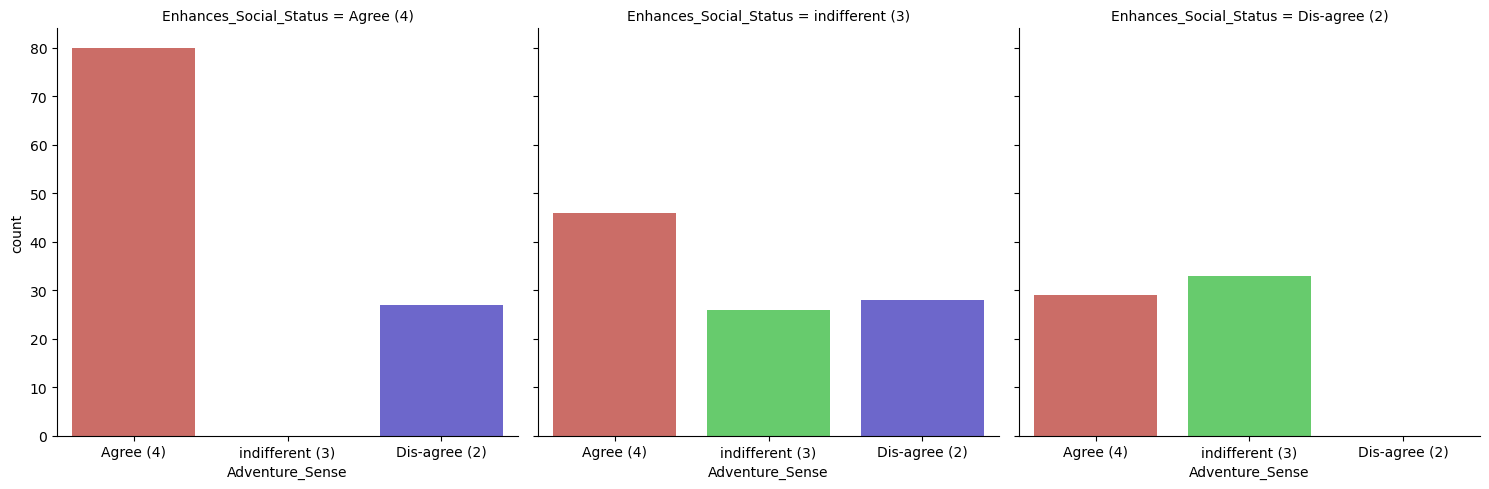 Enhances_Social_Status = Agree (4)
Enhances_Social_Status = indifferent (3)
Enhances_Social_Status = Dis-agree (2)
80
70
60
50
40
30
20
10
0
count
Agree (4)
indifferent (3)
Dis-agree (2)
Adventure_Sense
Agree (4)
indifferent (3)
Dis-agree (2)
Adventure_Sense
Agree (4)
indifferent (3)
Dis-agree (2)
Adventure_Sense